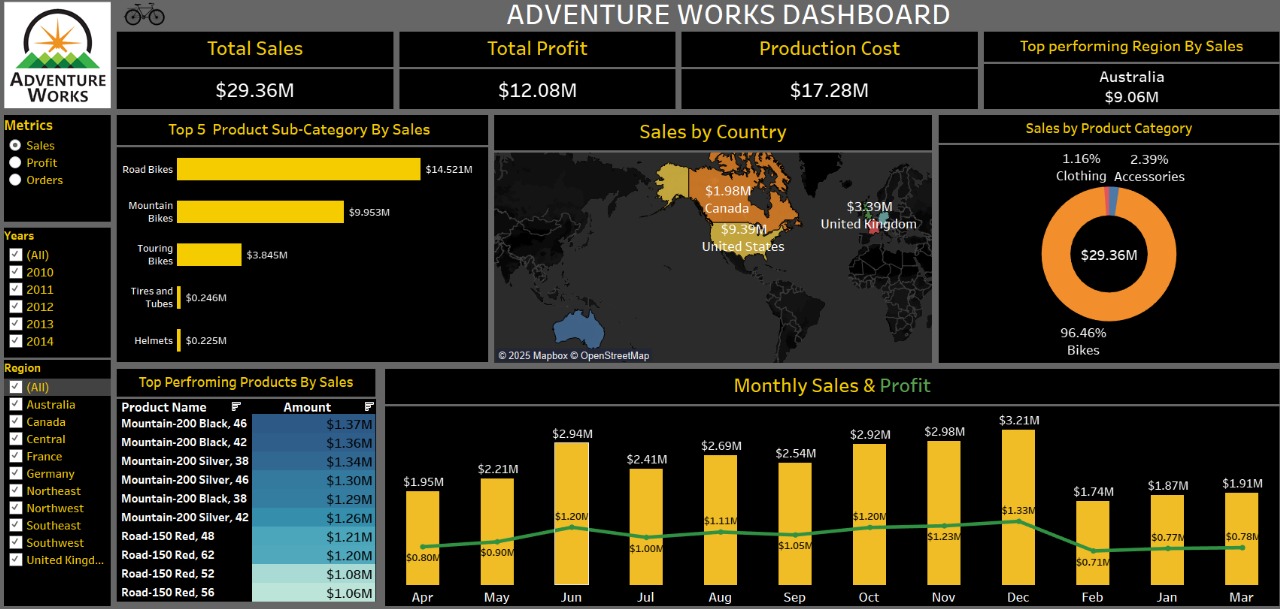 ADVENTURE WORKS DASHBOARD
ADVENTURE
WORKS
Total Sales
$29.36M
Total Profit
$12.08M
Production Cost
$17.28M
Top performing Region By Sales
Australia
$9.06M
Metrics
Sales
Profit
Orders
Years
(All)
2010
2011
2012
2013
2014
Region
(All)
Australia
Canada
Central
France
Germany
Northeast
Northwest
Southeast
Southwest
United Kingd...
Top 5 Product Sub-Category By Sales
Road Bikes $14.521M
Mountain
Bikes $9.953M
Touring
Bikes $3.845M
Tires and
Tubes $0.246M
Helmets $0.225M
Sales by Country
$1.98M
Canada
$9.39M
United States
$3.39M
United Kingdom
© 2025 Mapbox © OpenStreetMap
Sales by Product Category
1.16%
Clothing
2.39%
Accessories
$29.36M
96.46%
Bikes
Top Perfroming Products By Sales
Product Name Amount
Mountain-200 Black, 46 $1.37M
Mountain-200 Black, 42 $1.36M
Mountain-200 Silver, 38 $1.34M
Mountain-200 Silver, 46 $1.30M
Mountain-200 Black, 38 $1.29M
Mountain-200 Silver, 42 $1.26M
Road-150 Red, 48 $1.21M
Road-150 Red, 62 $1.20M
Road-150 Red, 52 $1.08M
Road-150 Red, 56 $1.06M
Monthly Sales & Profit
$1.95M $2.21M $2.94M $2.41M $2.69M $2.54M $2.92M $2.98M $3.21M $1.74M $1.87M $1.91M
$0.80M $0.90M $1.20M $1.00M $1.11M $1.05M $1.20M $1.23M $1.33M $0.71M $0.77M $0.78M
Apr May Jun Jul Aug Sep Oct Nov Dec Feb Jan Mar